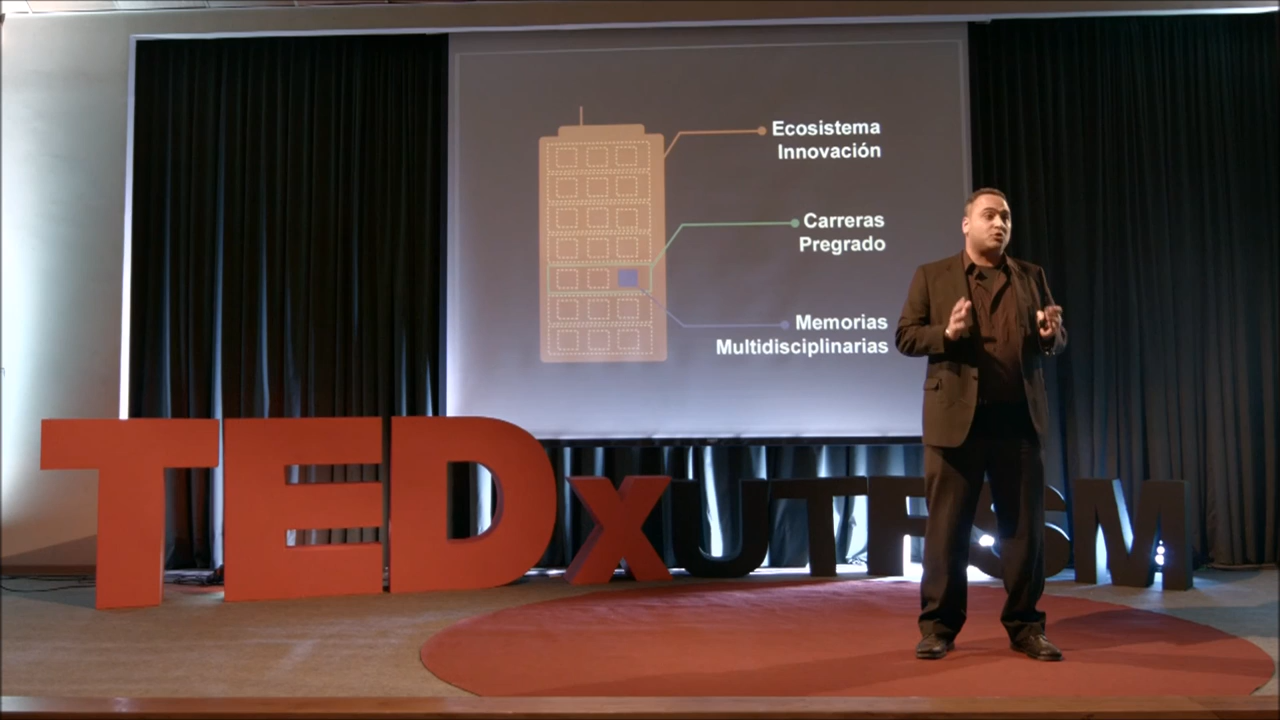 Ecosistema
Innovación
Carreras
Pregrado
Memorias
Multidisciplinarias
TEDxUTFSM